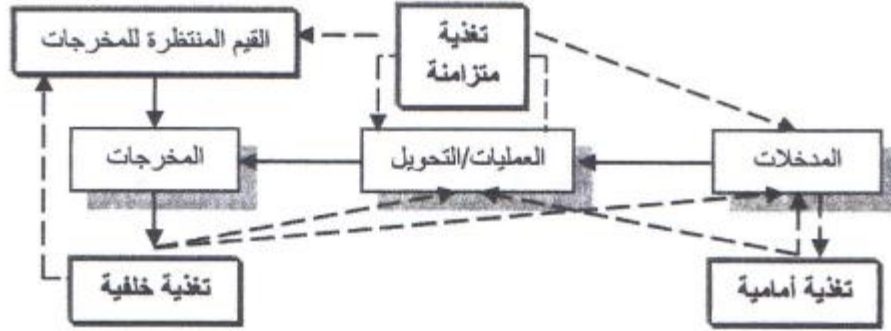 القيم المنتظرة للمخرجات
تغذية
متزامنة
المدخلات
العمليات/التحويل
المخرجات
تغذية أمامية
تغذية خلفية